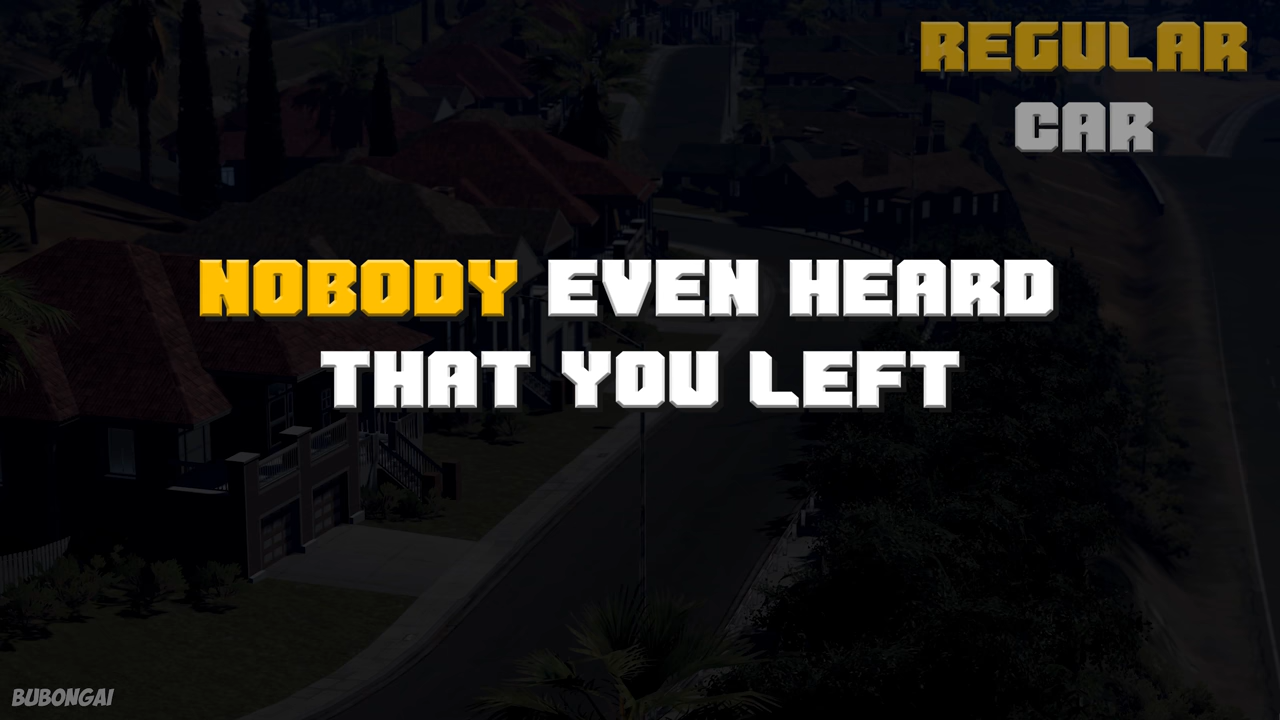 REGULAR
CAR
NOBODY EVEN HEARD
THAT YOU LEFT
BUBONGAI